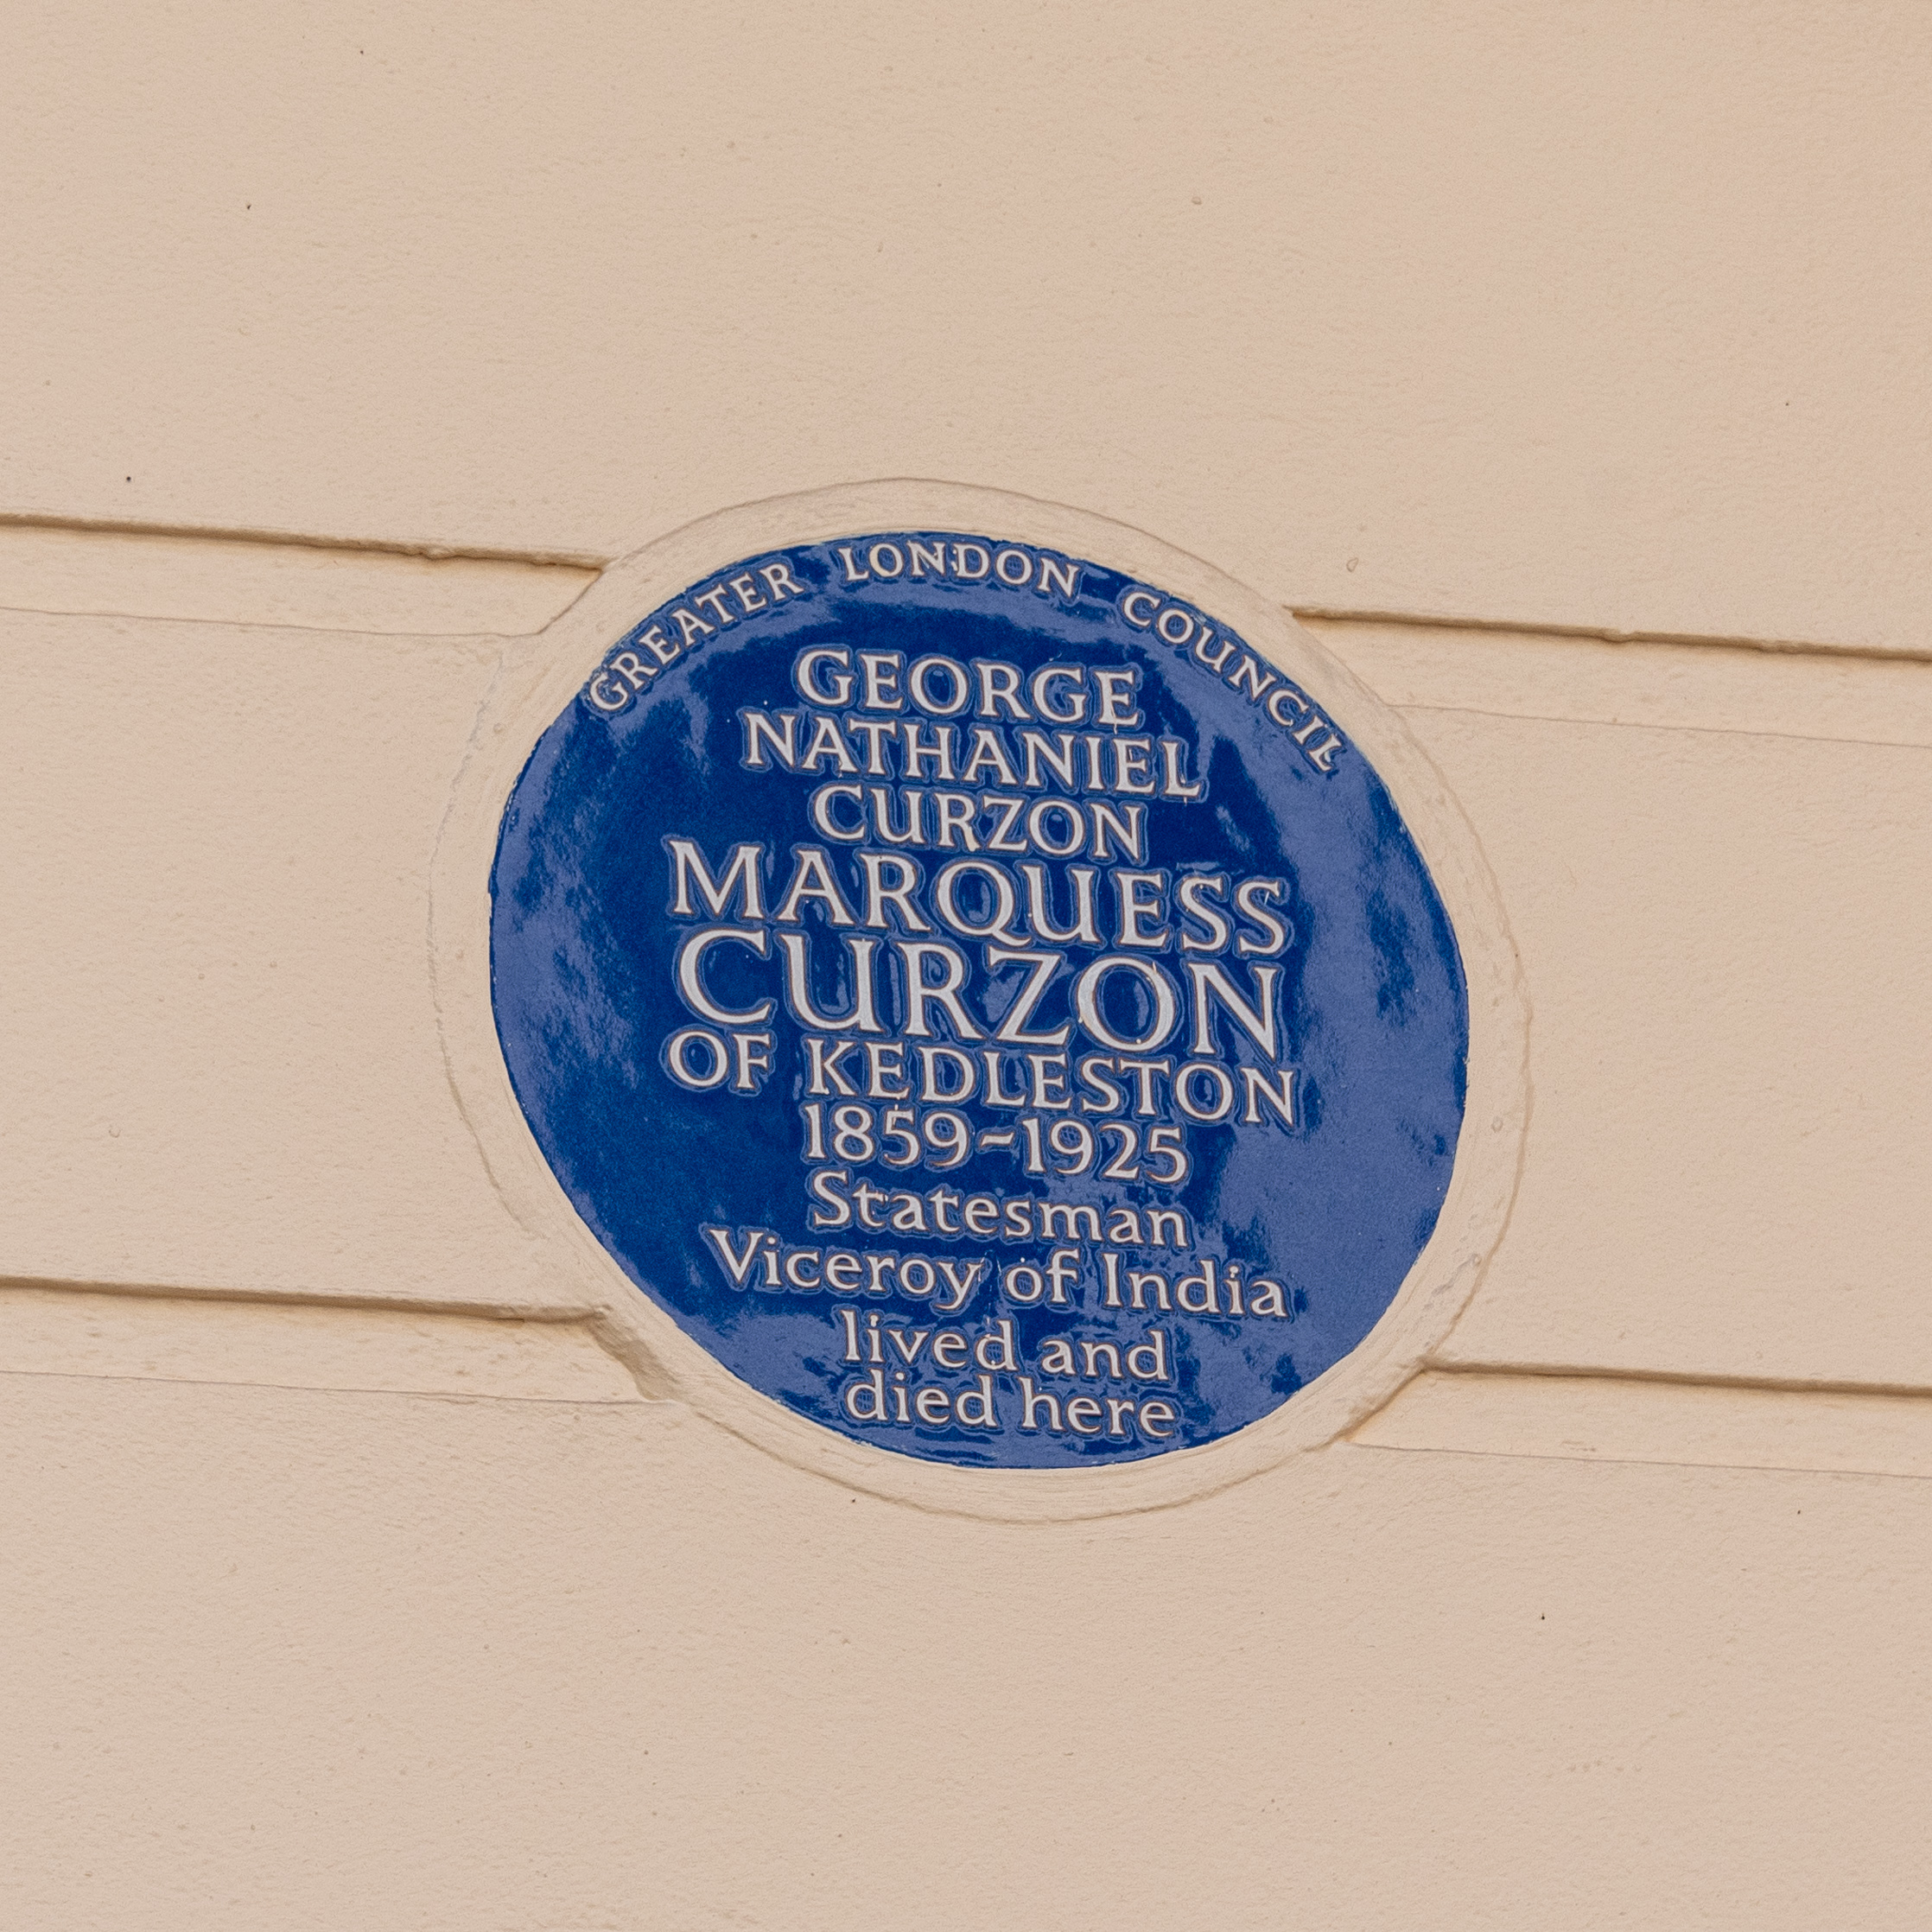 GREATER LONDON COUNCIL
GEORGE
NATHANIEL
CURZON
MARQUESS
CURZON
OF KEDLESTON
1859-1925
Statesman
Viceroy of India
lived and
died here